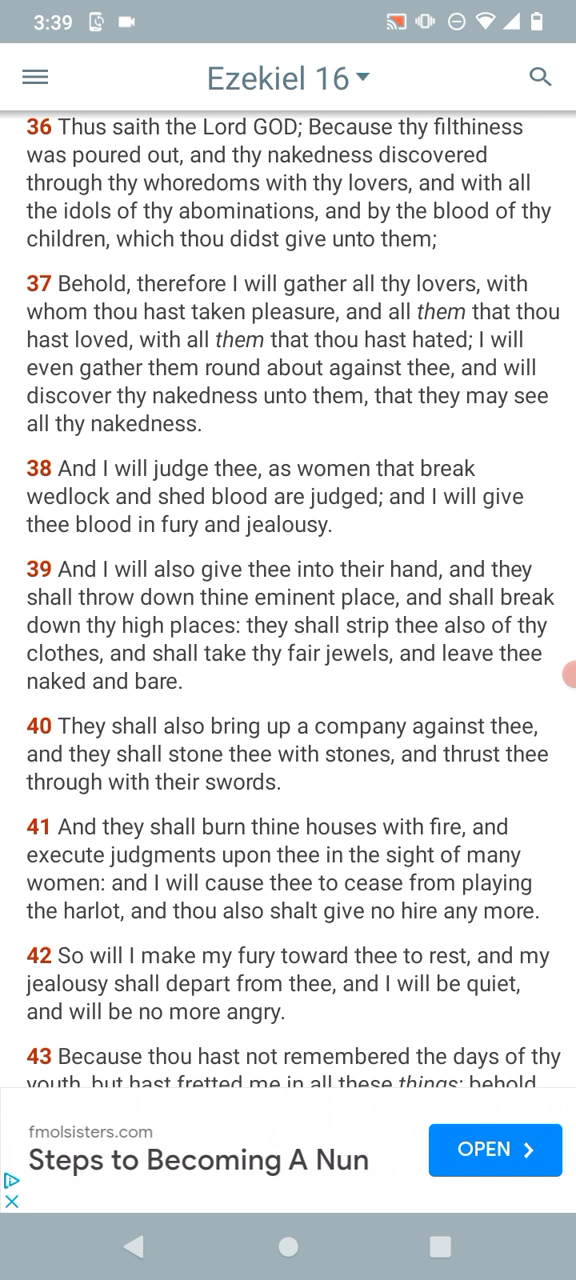 3:39
Ezekiel 16
36 Thus saith the Lord GOD; Because thy filthiness
was poured out, and thy nakedness discovered
through thy whoredoms with thy lovers, and with all
the idols of thy abominations, and by the blood of thy
children, which thou didst give unto them;
37 Behold, therefore I will gather all thy lovers, with
whom thou hast taken pleasure, and all them that thou
hast loved, with all them that thou hast hated; I will
even gather them round about against thee, and will
discover thy nakedness unto them, that they may see
all thy nakedness.
38 And I will judge thee, as women that break
wedlock and shed blood are judged; and I will give
thee blood in fury and jealousy.
39 And I will also give thee into their hand, and they
shall throw down thine eminent place, and shall break
down thy high places: they shall strip thee also of thy
clothes, and shall take thy fair jewels, and leave thee
naked and bare.
40 They shall also bring up a company against thee,
and they shall stone thee with stones, and thrust thee
through with their swords.
41 And they shall burn thine houses with fire, and
execute judgments upon thee in the sight of many
women: and I will cause thee to cease from playing
the harlot, and thou also shalt give no hire any more.
42 So will I make my fury toward thee to rest, and my
jealousy shall depart from thee, and I will be quiet,
and will be no more angry.
43 Because thou hast not remembered the days of thy
youth, but hast fretted me in all these things; behold,
fmolsisters.com
Steps to Becoming A Nun
OPEN